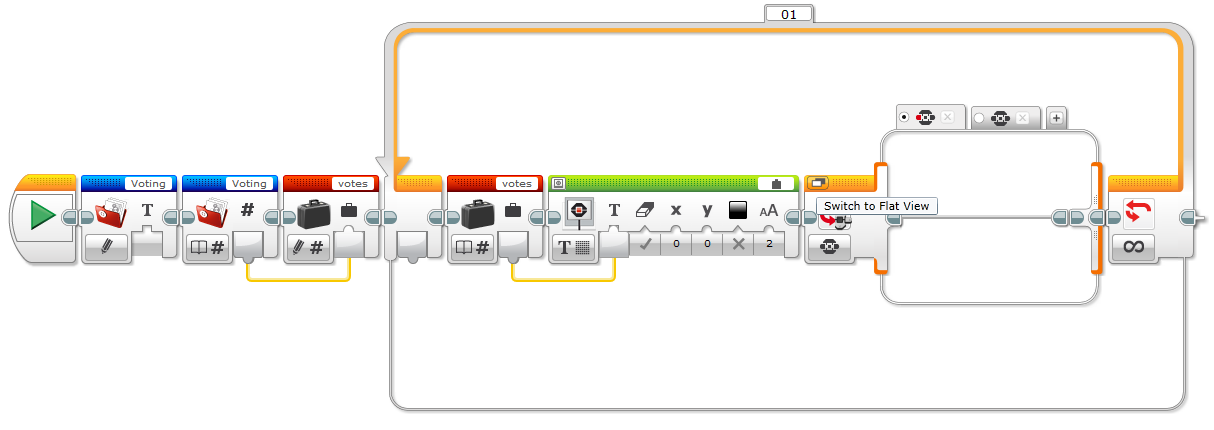 01
Voting
Voting
votes
votes
T
#
T
x
y
AA
#
#
#
T
0
0
2
Switch to Flat View